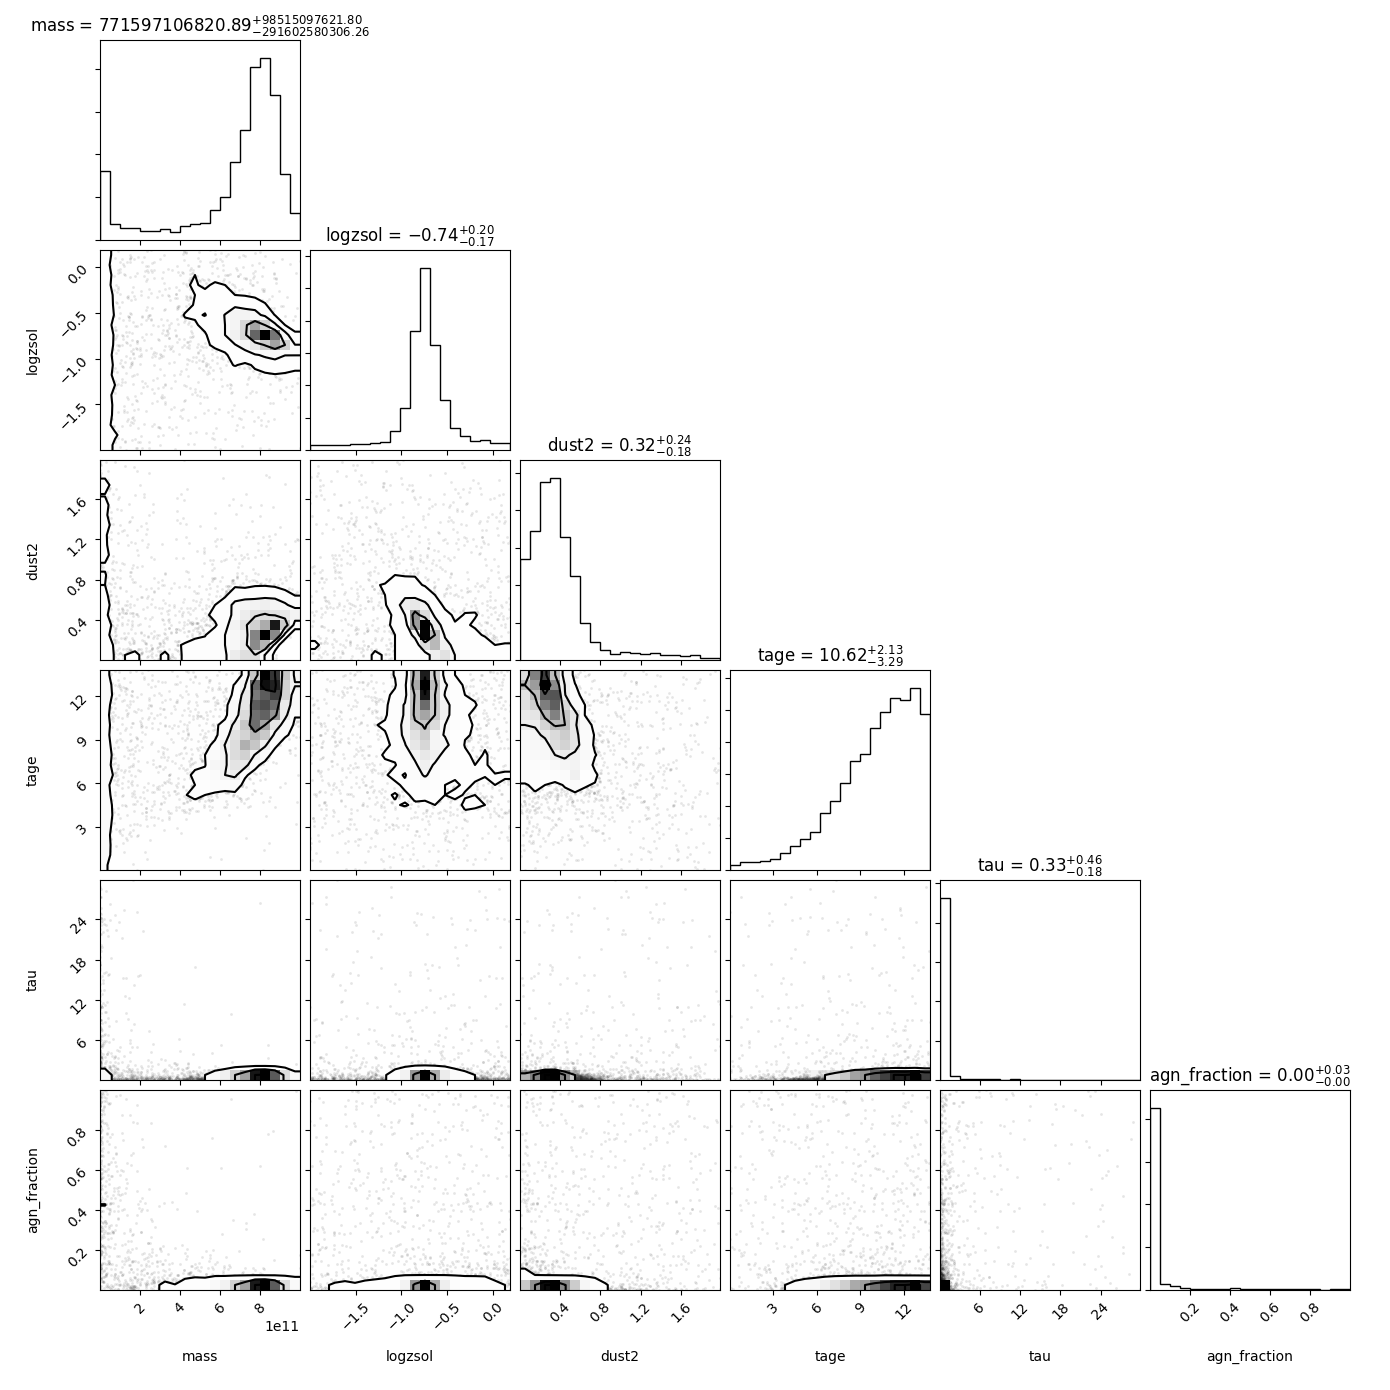 mass = 771597106820.89+98515097621.80−291602580306.26
logzsol = −0.74+0.20−0.17
0.0
−0.5
−1.0
−1.5
logzsol
dust2 = 0.32+0.24−0.18
1.6
1.2
0.8
0.4
dust2
tage = 10.62+2.13−3.29
12
9
6
3
tage
tau = 0.33+0.46−0.18
24
18
12
6
tau
agn_fraction = 0.00+0.03−0.00
0.8
0.6
0.4
0.2
agn_fraction
2 4 6 8
1e11
−1.5 −1.0 −0.5 0.0
0.4 0.8 1.2 1.6
3 6 9 12
6 12 18 24
0.2 0.4 0.6 0.8
mass logzsol dust2 tage tau agn_fraction